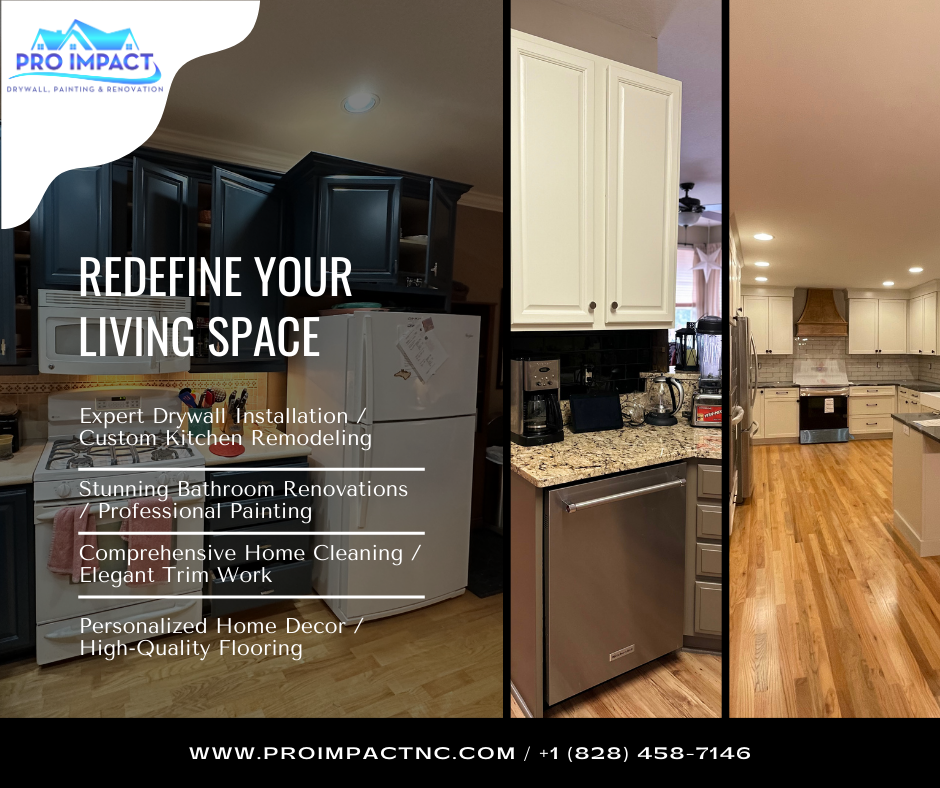 PRO IMPACT
DRYWALL, PAINTING & RENOVATION
REDEFINE YOUR
LIVING SPACE
Expert Drywall Installation /
Custom Kitchen Remodeling
Stunning Bathroom Renovations
/ Professional Painting
Comprehensive Home Cleaning /
Elegant Trim Work
Personalized Home Decor /
High-Quality Flooring
WWW.PROIMPACTNC.COM / +1 (828) 458-7146